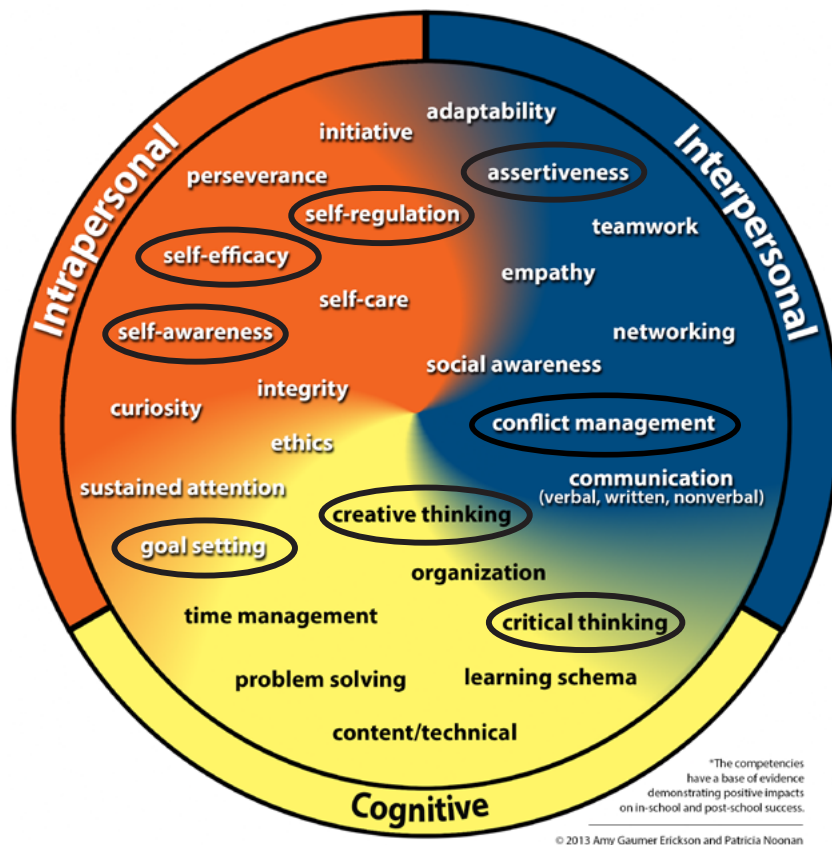 Intrapersonal
Interpersonal
adaptability
initiative
assertiveness
perseverance
self-regulation
teamwork
self-efficacy
empathy
self-care
self-awareness
networking
social awareness
integrity
curiosity
conflict management
ethics
communication
(verbal, written, nonverbal)
sustained attention
creative thinking
goal setting
organization
time management
critical thinking
problem solving
learning schema
content/technical
Cognitive
*The competencies
have a base of evidence
demonstrating positive impacts
on in-school and post-school success.
© 2013 Amy Gaumer Erickson and Patricia Noonan